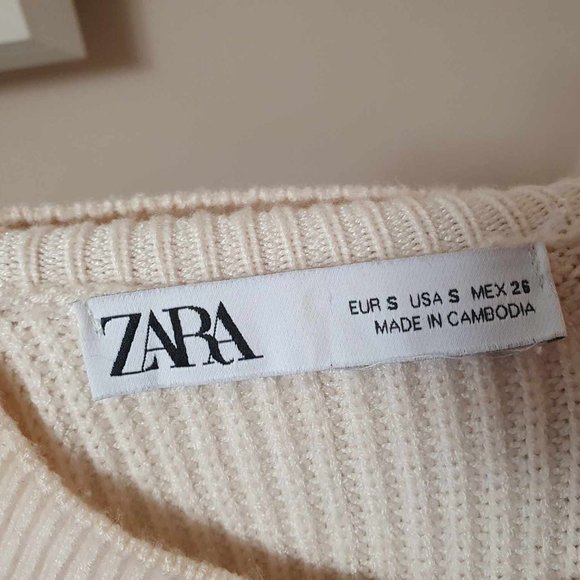 ZARA
EUR S USA S MEX 26
MADE IN CAMBODIA